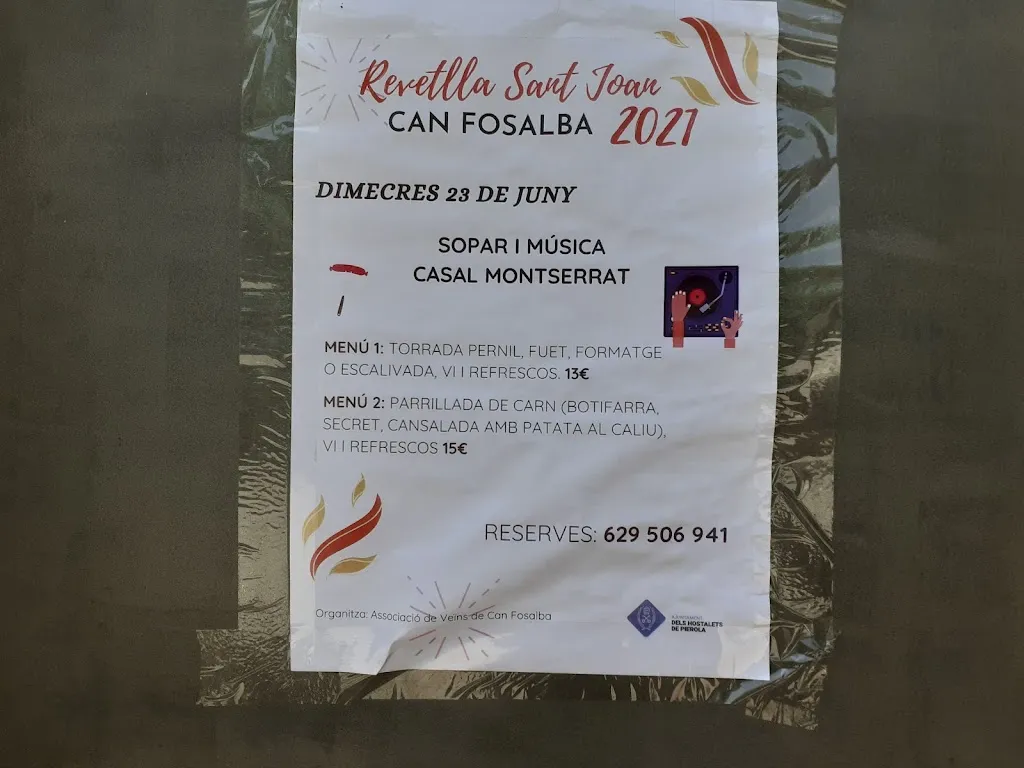 Revetlla Sant Joan
CAN FOSALBA 2021
DIMECRES 23 DE JUNY
SOPAR I MÚSICA
CASAL MONTSERRAT
MENÚ 1: TORRADA PERNIL, FUET, FORMATGE
O ESCALIVADA, VI I REFRESCOS. 13€
MENÚ 2: PARRILLADA DE CARN (BOTIFARRA,
SECRET, CANSALADA AMB PATATA AL CALIU),
VI I REFRESCOS 15€
RESERVES: 629 506 941
Organitza: Associació de Veïns de Can Fosalba
AJUNTAMENT
DELS HOSTALETS
DE PIEROLA